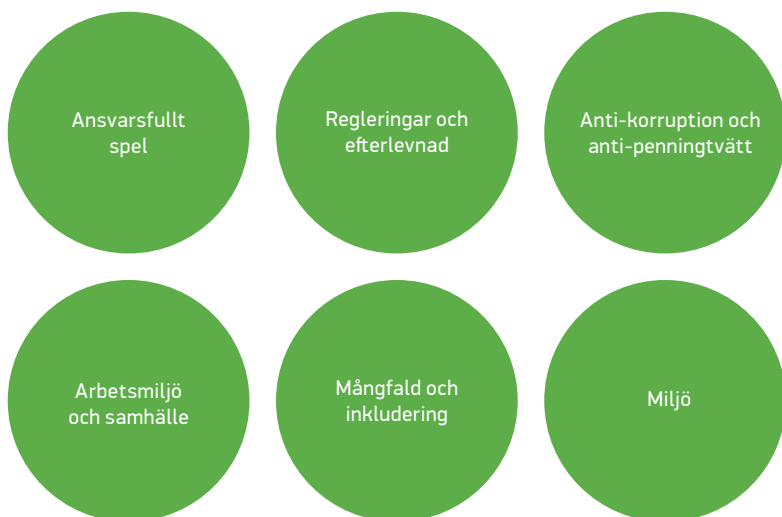 Ansvarsfullt
spel
Regleringar och
efterlevnad
Anti-korruption och
anti-penningtvätt
Arbetsmiljö
och samhälle
Mångfald och
inkludering
Miljö